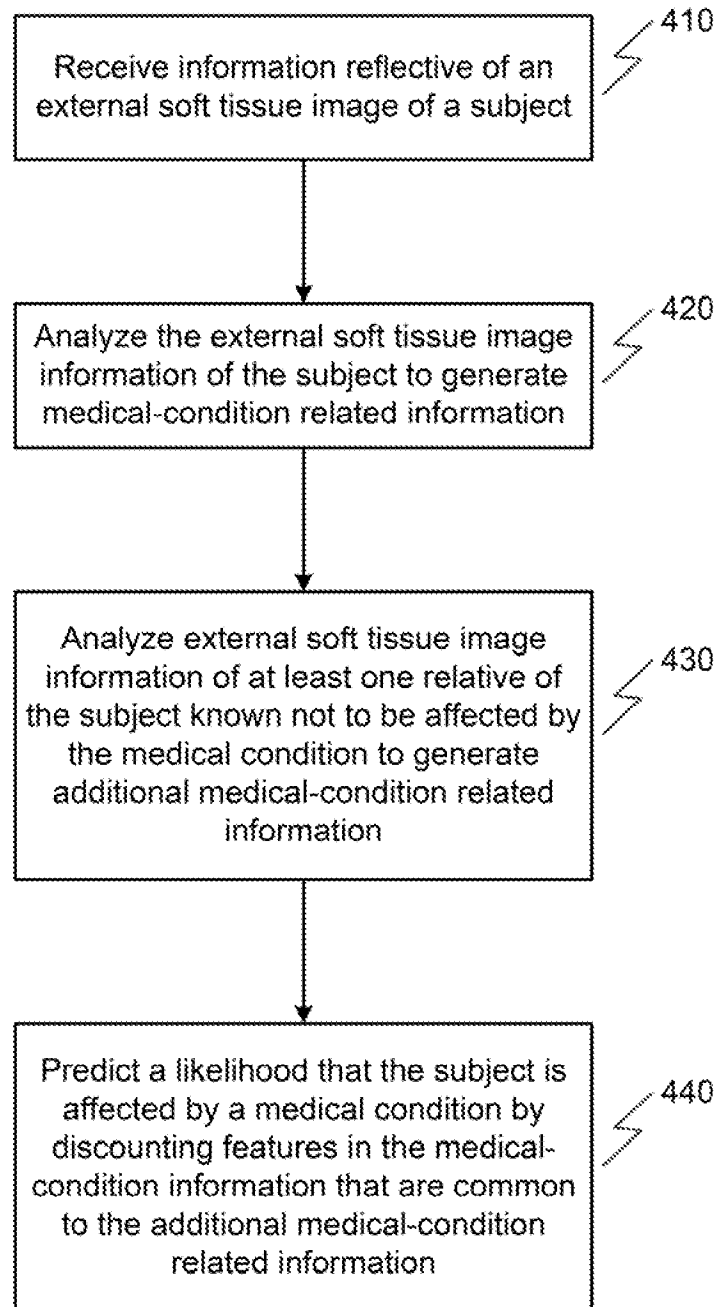 410
Receive information reflective of an
external soft tissue image of a subject
420
Analyze the external soft tissue image
information of the subject to generate
medical-condition related information
430
Analyze external soft tissue image
information of at least one relative of
the subject known not to be affected by
the medical condition to generate
additional medical-condition related
information
440
Predict a likelihood that the subject is
affected by a medical condition by
discounting features in the medical-
condition information that are common
to the additional medical-condition
related information